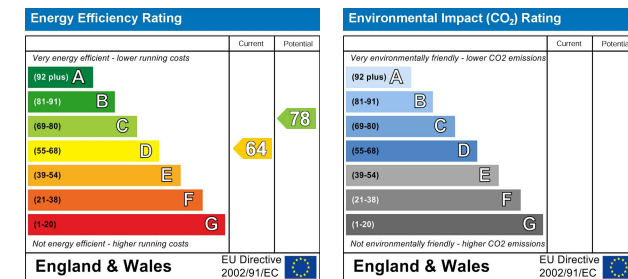 Energy Efficiency Rating
Current Potential
Very energy efficient - lower running costs
(92 plus) A
(81-91) B
(69-80) C
(55-68) D
(39-54) E
(21-38) F
(1-20) G
64
78
Not energy efficient - higher running costs
England & Wales
EU Directive
2002/91/EC
Environmental Impact (CO2) Rating
Current Potential
Very environmentally friendly - lower CO2 emissions
(92 plus) A
(81-91) B
(69-80) C
(55-68) D
(39-54) E
(21-38) F
(1-20) G
Not environmentally friendly - higher CO2 emissions
England & Wales
EU Directive
2002/91/EC